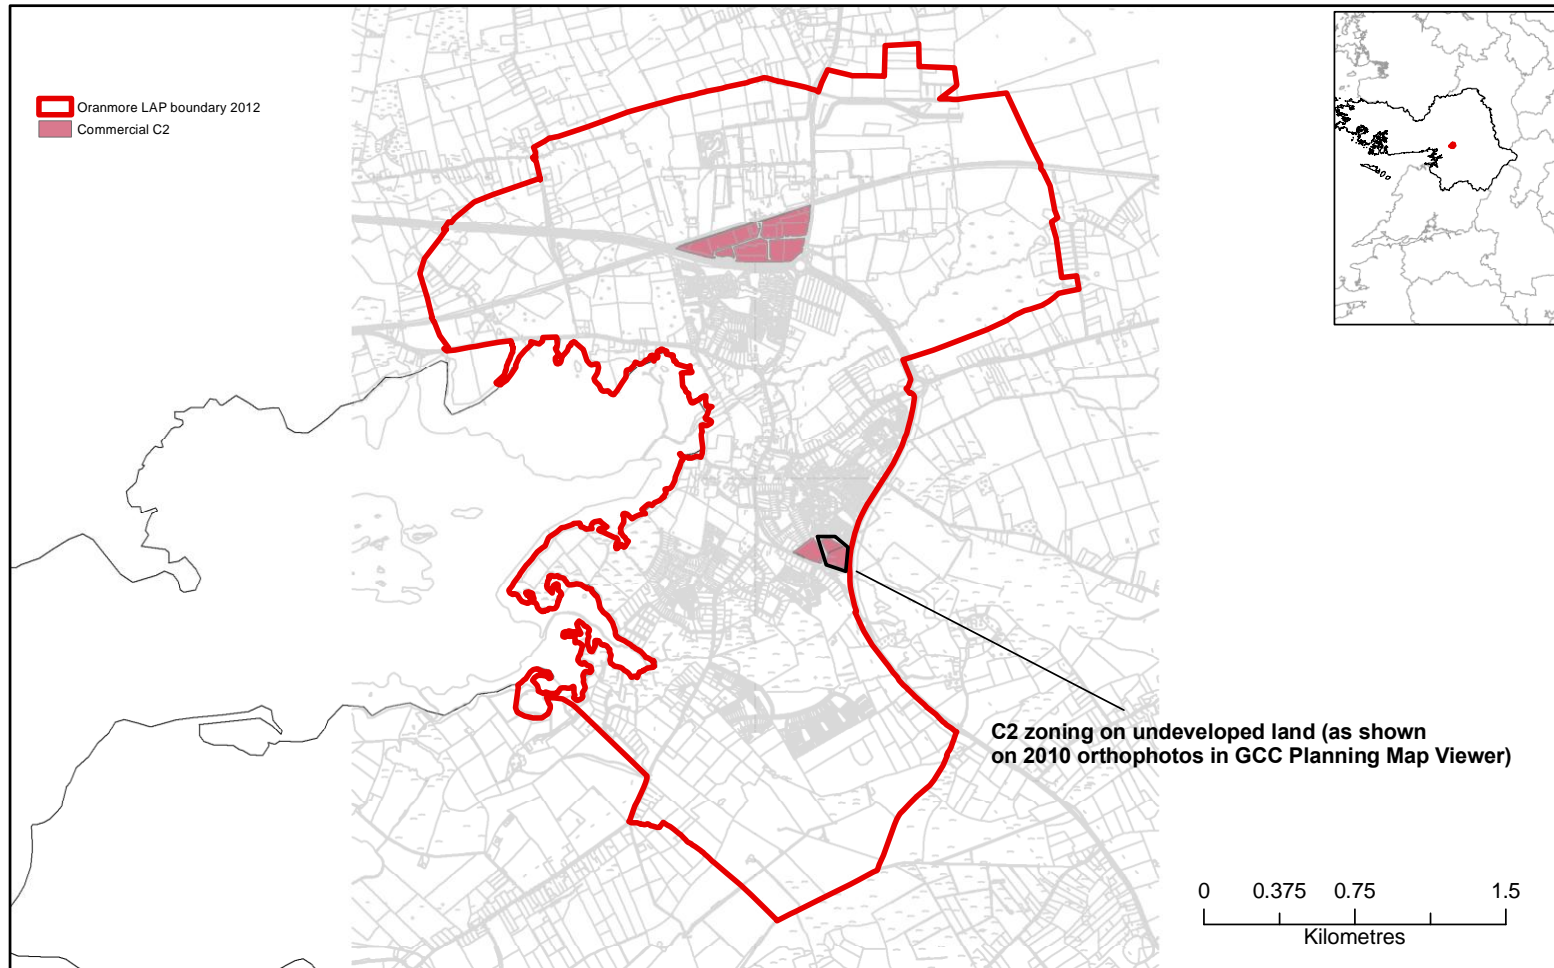 Oranmore LAP boundary 2012
Commercial C2
C2 zoning on undeveloped land (as shown
on 2010 orthophotos in GCC Planning Map Viewer)
0 0.375 0.75 1.5
Kilometres